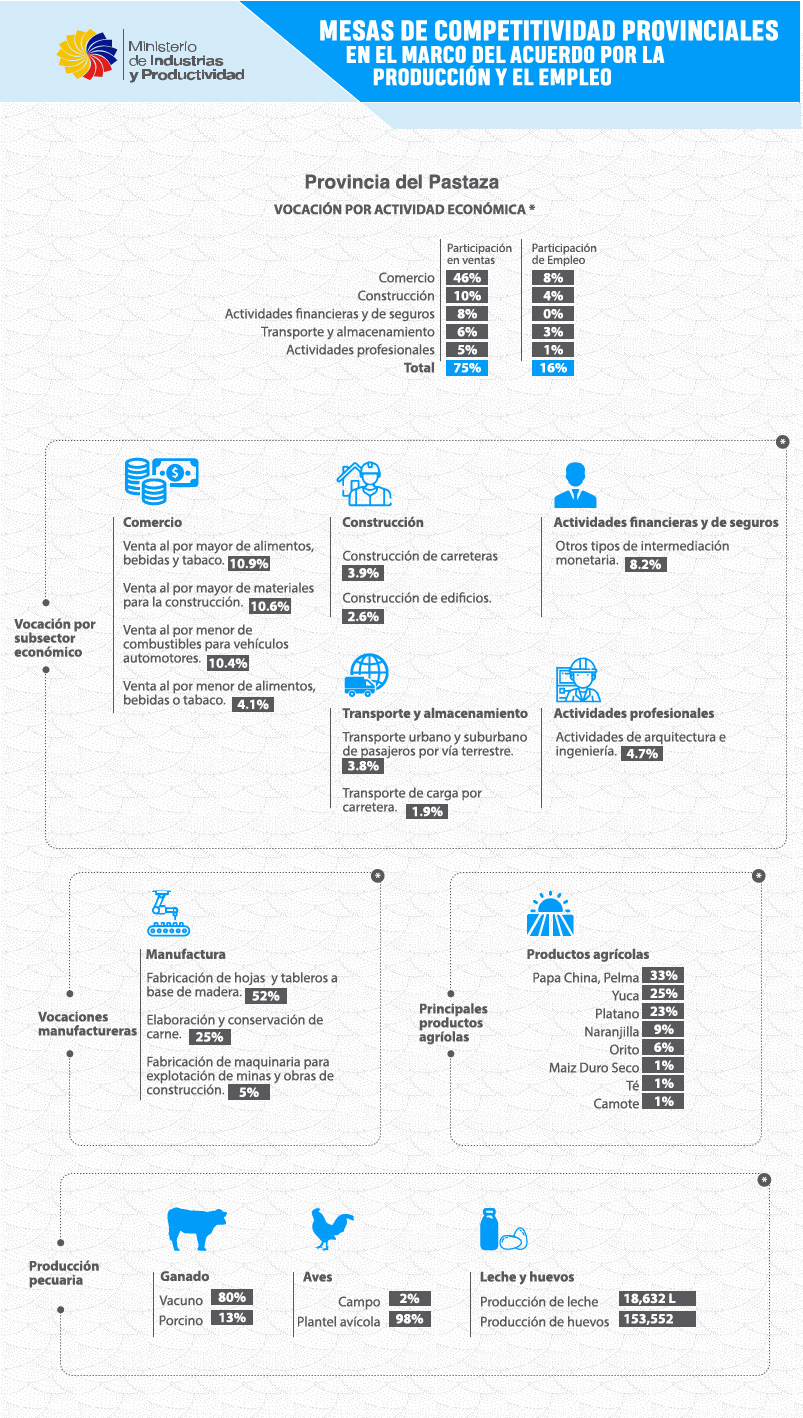 Ministerio
de Industrias
y Productividad
MESAS DE COMPETITIVIDAD PROVINCIALES
EN EL MARCO DEL ACUERDO POR LA
PRODUCCIÓN Y EL EMPLEO
Provincia del Pastaza
VOCACIÓN POR ACTIVIDAD ECONÓMICA *
Participación en ventas Participación de Empleo
Comercio 46% 8%
Construcción 10% 4%
Actividades financieras y de seguros 8% 0%
Transporte y almacenamiento 6% 3%
Actividades profesionales 5% 1%
Total 75% 16%
*
Vocación por
subsector
económico
Comercio
Venta al por mayor de alimentos,
bebidas y tabaco. 10.9%
Venta al por mayor de materiales
para la construcción. 10.6%
Venta al por menor de
combustibles para vehículos
automotores. 10.4%
Venta al por menor de alimentos,
bebidas o tabaco. 4.1%
Construcción
Construcción de carreteras
3.9%
Construcción de edificios.
2.6%
Actividades financieras y de seguros
Otros tipos de intermediación
monetaria. 8.2%
Transporte y almacenamiento
Transporte urbano y suburbano
de pasajeros por vía terrestre.
3.8%
Transporte de carga por
carretera. 1.9%
Actividades profesionales
Actividades de arquitectura e
ingeniería. 4.7%
*
Vocaciones
manufactureras
Manufactura
Fabricación de hojas y tableros a
base de madera. 52%
Elaboración y conservación de
carne. 25%
Fabricación de maquinaria para
explotación de minas y obras de
construcción. 5%
*
Principales
productos
agríolas
Productos agrícolas
Papa China, Pelma 33%
Yuca 25%
Platano 23%
Naranjilla 9%
Orito 6%
Maiz Duro Seco 1%
Té 1%
Camote 1%
*
Producción
pecuaria
Ganado
Vacuno 80%
Porcino 13%
Aves
Campo 2%
Plantel avícola 98%
Leche y huevos
Producción de leche 18,632 L
Producción de huevos 153,552